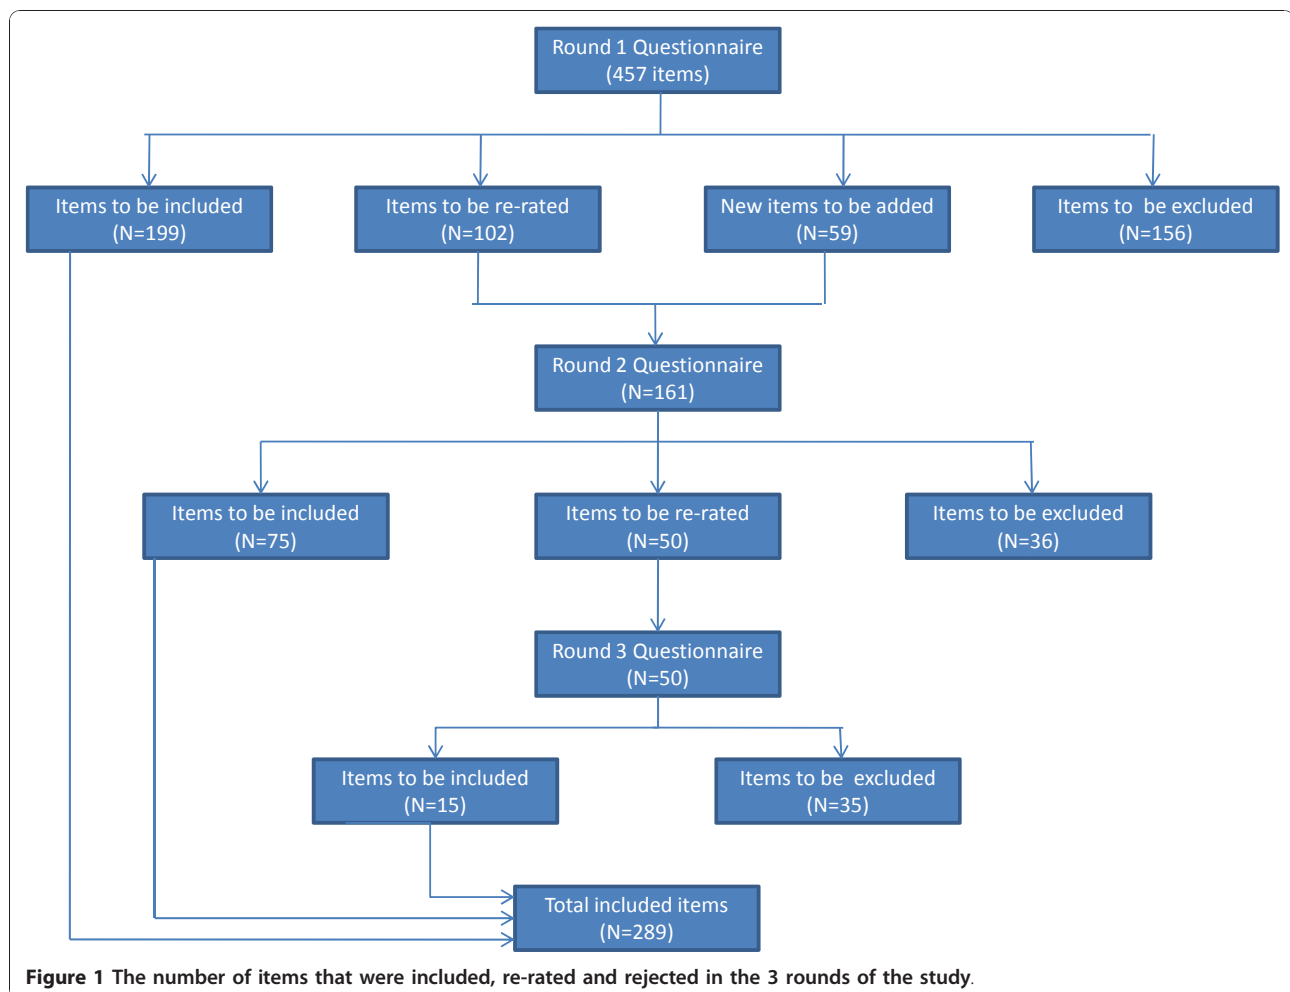 Round 1 Questionnaire
(457 items)
Items to be included
(N=199)
Items to be re-rated
(N=102)
New items to be added
(N=59)
Items to be excluded
(N=156)
Round 2 Questionnaire
(N=161)
Items to be included
(N=75)
Items to be re-rated
(N=50)
Items to be excluded
(N=36)
Round 3 Questionnaire
(N=50)
Items to be included
(N=15)
Items to be excluded
(N=35)
Total included items
(N=289)
Figure 1 The number of items that were included, re-rated and rejected in the 3 rounds of the study.